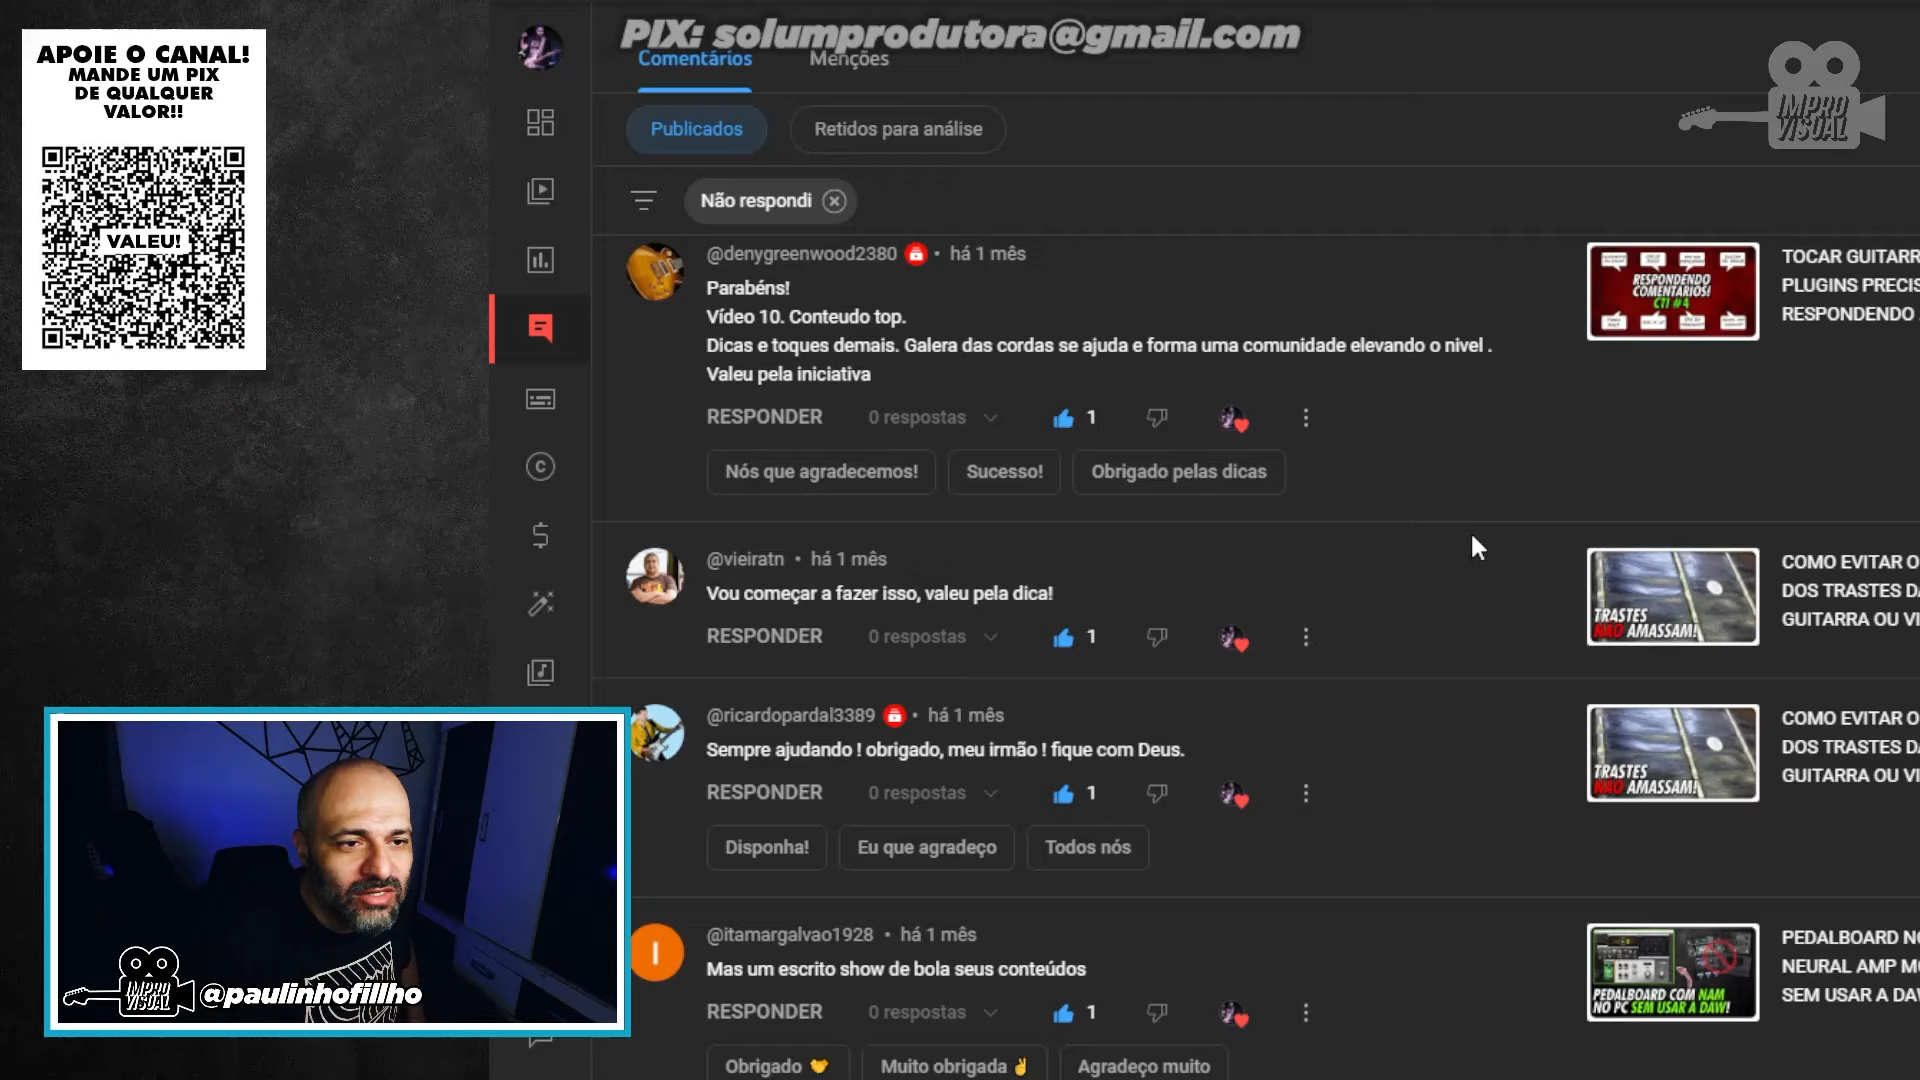 APOIE O CANAL!
MANDE UM PIX
DE QUALQUER
VALOR!!
VALEU!
PIX: solumprodutora@gmail.com
Comentários
Menções
IMPRO
VISUAL
Publicados
Retidos para análise
Não respondi
@denygreenwood2380 • há 1 mês
Parabéns!
Vídeo 10. Conteudo top.
Dicas e toques demais. Galera das cordas se ajuda e forma uma comunidade elevando o nivel .
Valeu pela iniciativa
RESPONDER 0 respostas 1
Nós que agradecemos!
Sucesso!
Obrigado pelas dicas
RESPONDENDO
COMENTÁRIOS!
CTI #4
TOCAR GUITARR
PLUGINS PRECIS
RESPONDENDO
@vieiratn • há 1 mês
Vou começar a fazer isso, valeu pela dica!
RESPONDER 0 respostas 1
TRASTES
NÃO AMASSAM!
COMO EVITAR O
DOS TRASTES DA
GUITARRA OU VI
@ricardopardal3389 • há 1 mês
Sempre ajudando ! obrigado, meu irmão ! fique com Deus.
RESPONDER 0 respostas 1
Disponha!
Eu que agradeço
Todos nós
TRASTES
NÃO AMASSAM!
COMO EVITAR O
DOS TRASTES DA
GUITARRA OU VI
I
@itamargalvao1928 • há 1 mês
Mas um escrito show de bola seus conteúdos
RESPONDER 0 respostas 1
Obrigado 🤝
Muito obrigada ✌
Agradeço muito
PEDALBOARD COM NAM
NO PC SEM USAR A DAW!
PEDALBOARD NO
NEURAL AMP MO
SEM USAR A DAW
IMPRO
VISUAL
@paulinhofillho